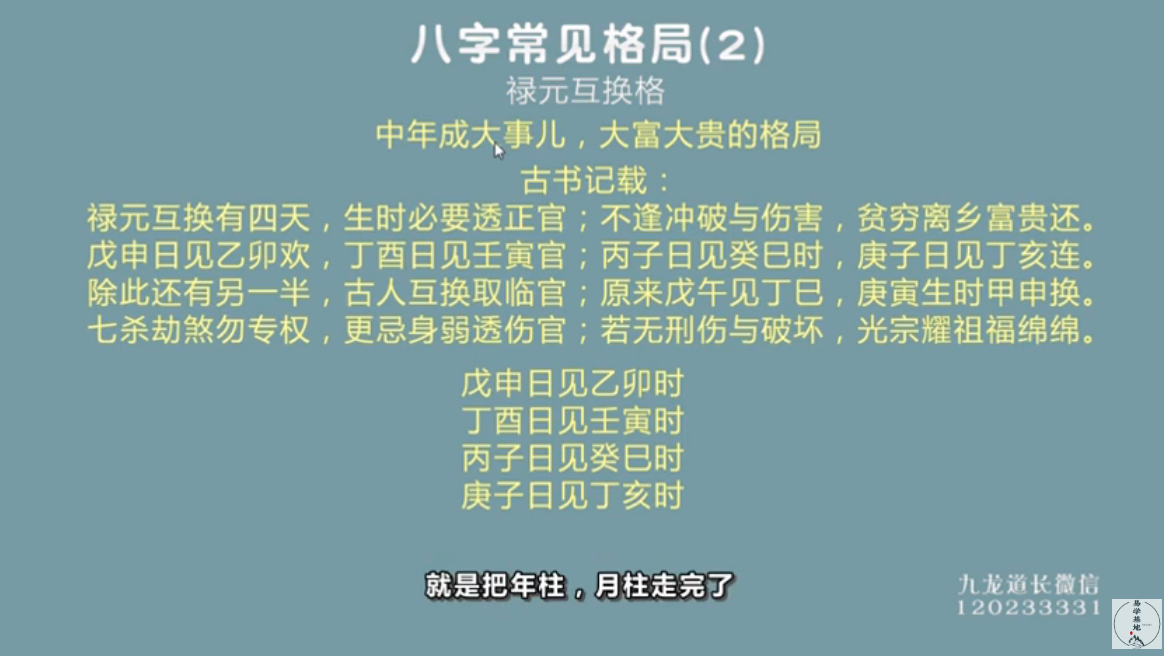 八字常见格局(2)
禄元互换格
中年成大事儿，大富大贵的格局
古书记载：
禄元互换有四天，生时必要透正官；不逢冲破与伤害，贫穷离乡富贵还。
戊申日见乙卯欢，丁酉日见壬寅官；丙子日见癸巳时，庚子日见丁亥连。
除此还有另一半，古人互换取临官；原来戊午见丁巳，庚寅生时甲申换。
七杀劫煞勿专权，更忌身弱透伤官；若无刑伤与破坏，光宗耀祖福绵绵。
戊申日见乙卯时
丁酉日见壬寅时
丙子日见癸巳时
庚子日见丁亥时
就是把年柱，月柱走完了
九龙道长微信
120233331
易学基地